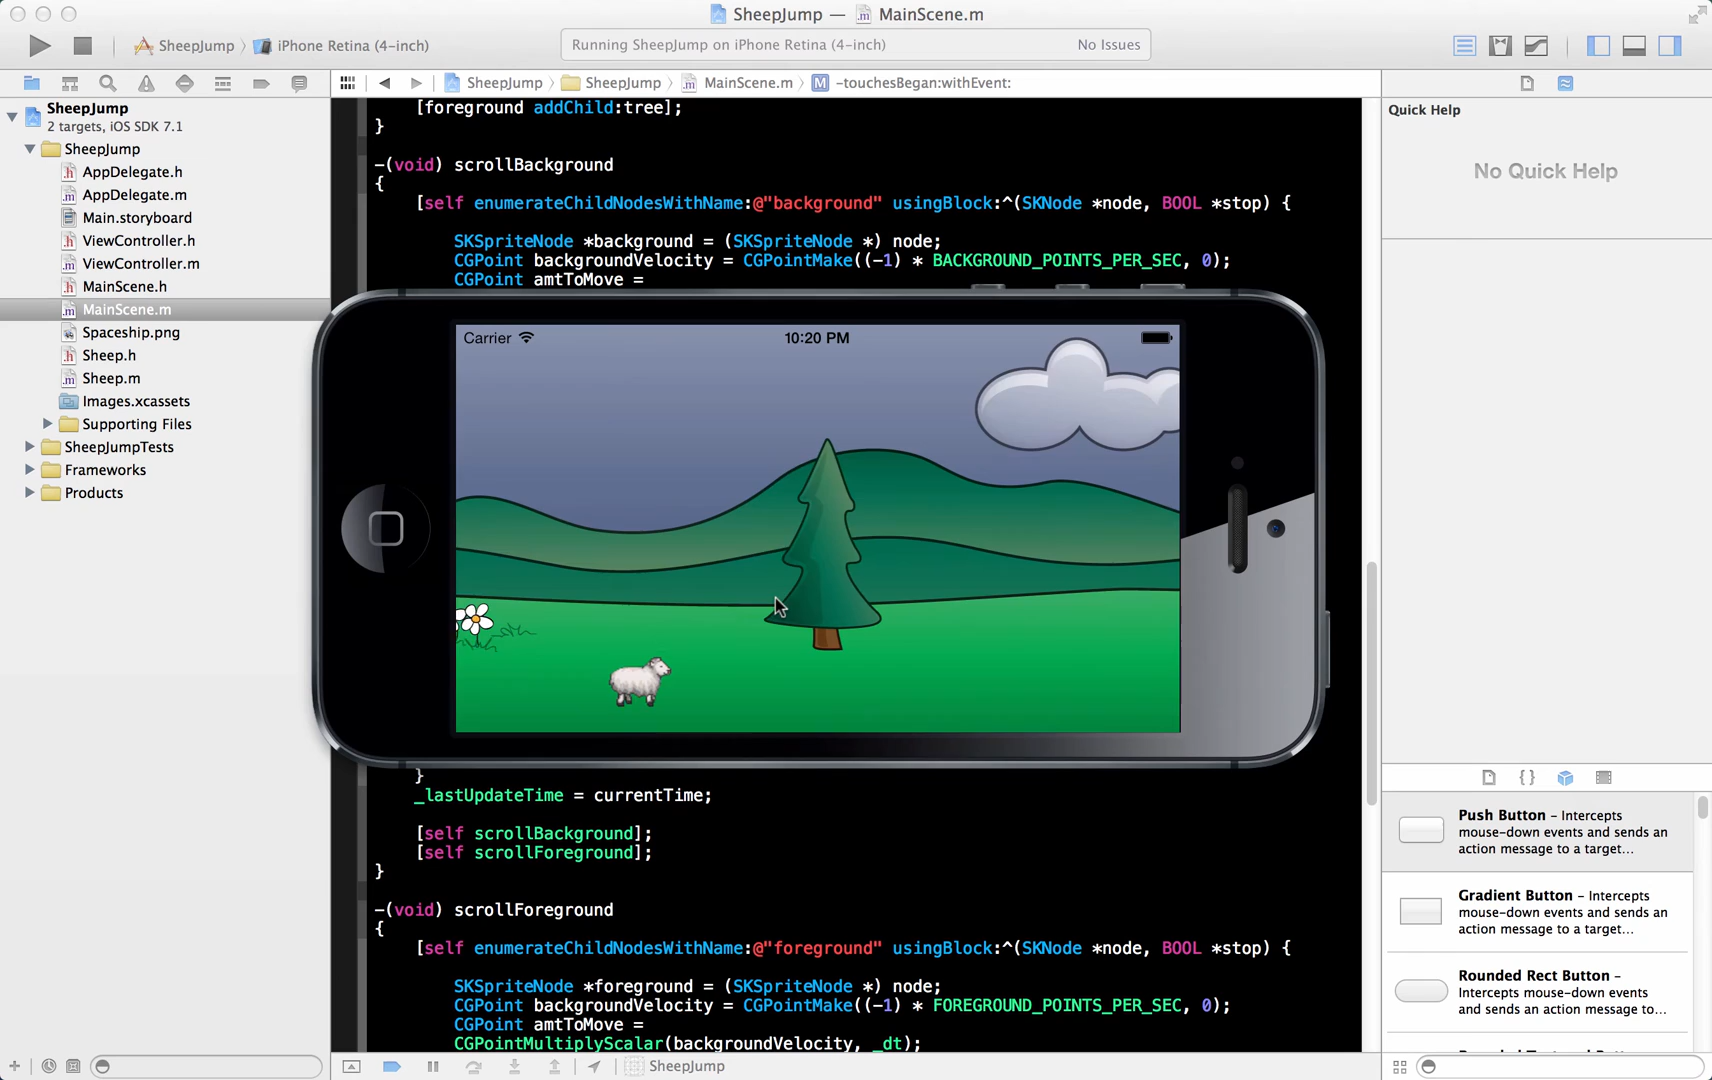 SheepJump — MainScene.m
SheepJump 〉 iPhone Retina (4-inch)
Running SheepJump on iPhone Retina (4-inch) No Issues
SheepJump 〉 SheepJump 〉 MainScene.m 〉 M -touchesBegan:withEvent:
SheepJump
2 targets, iOS SDK 7.1
SheepJump
h AppDelegate.h
m AppDelegate.m
Main.storyboard
h ViewController.h
m ViewController.m
h MainScene.h
m MainScene.m
Spaceship.png
h Sheep.h
m Sheep.m
Images.xcassets
Supporting Files
SheepJumpTests
Frameworks
Products
[foreground addChild:tree];
}
-(void) scrollBackground
{
[self enumerateChildNodesWithName:@"background" usingBlock:^(SKNode *node, BOOL *stop) {
SKSpriteNode *background = (SKSpriteNode *) node;
CGPoint backgroundVelocity = CGPointMake((-1) * BACKGROUND_POINTS_PER_SEC, 0);
CGPoint amtToMove =
Carrier 10:20 PM
}
_lastUpdateTime = currentTime;
[self scrollBackground];
[self scrollForeground];
}
-(void) scrollForeground
{
[self enumerateChildNodesWithName:@"foreground" usingBlock:^(SKNode *node, BOOL *stop) {
SKSpriteNode *foreground = (SKSpriteNode *) node;
CGPoint backgroundVelocity = CGPointMake((-1) * FOREGROUND_POINTS_PER_SEC, 0);
CGPoint amtToMove =
CGPointMultiplyScalar(backgroundVelocity, _dt);
SheepJump
Quick Help
No Quick Help
{ }
Push Button – Intercepts
mouse-down events and sends an
action message to a target…
Gradient Button – Intercepts
mouse-down events and sends an
action message to a target…
Rounded Rect Button –
Intercepts mouse-down events
and sends an action message to…